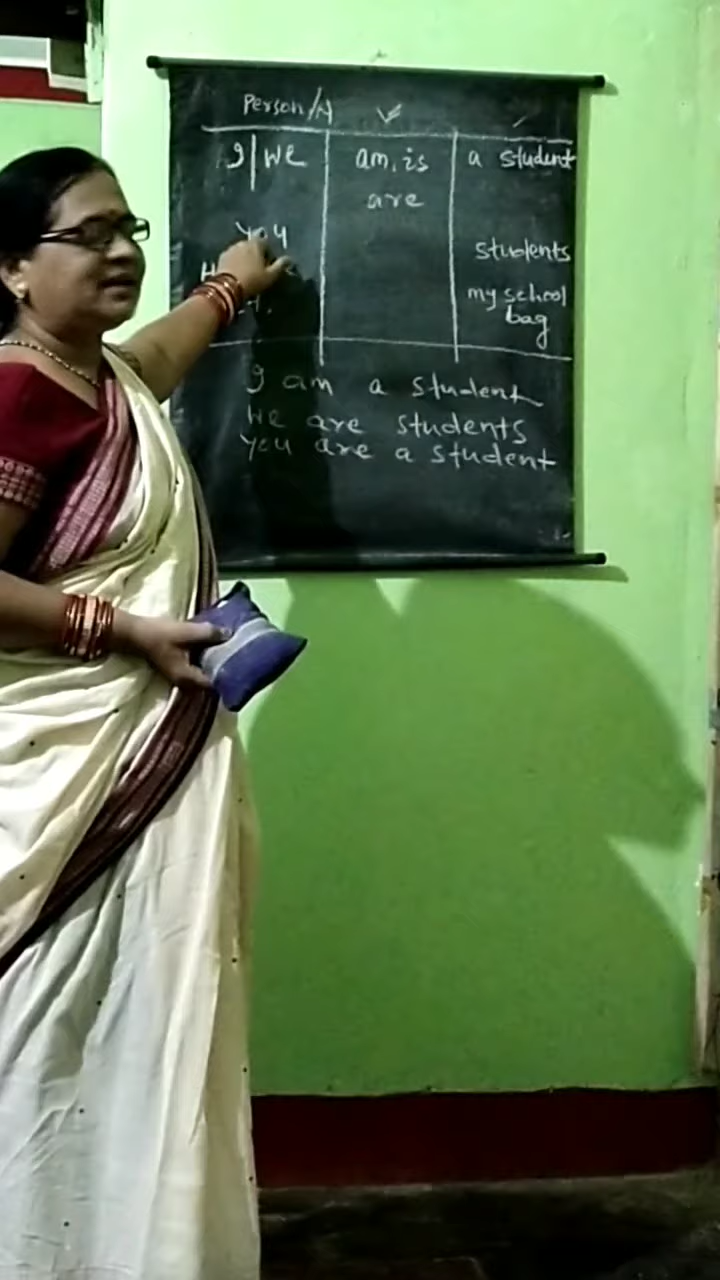 Person/N V
I|We am, is a student
are
you students
my school
bag
I am a student
We are students
you are a student